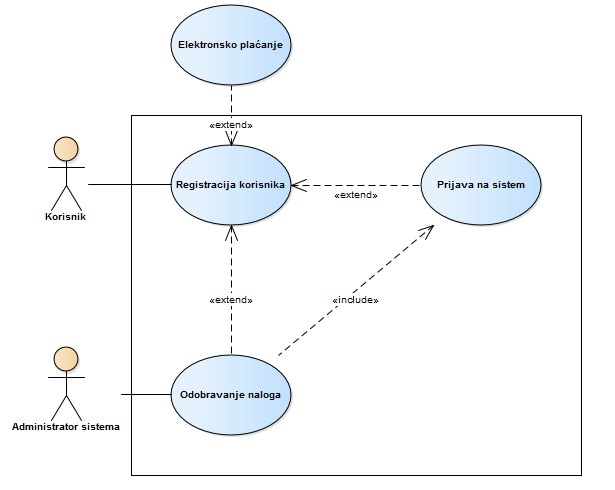 Elektronsko plaćanje
«extend»
Registracija korisnika
Prijava na sistem
«extend»
Korisnik
«extend»
«include»
Odobravanje naloga
Administrator sistema